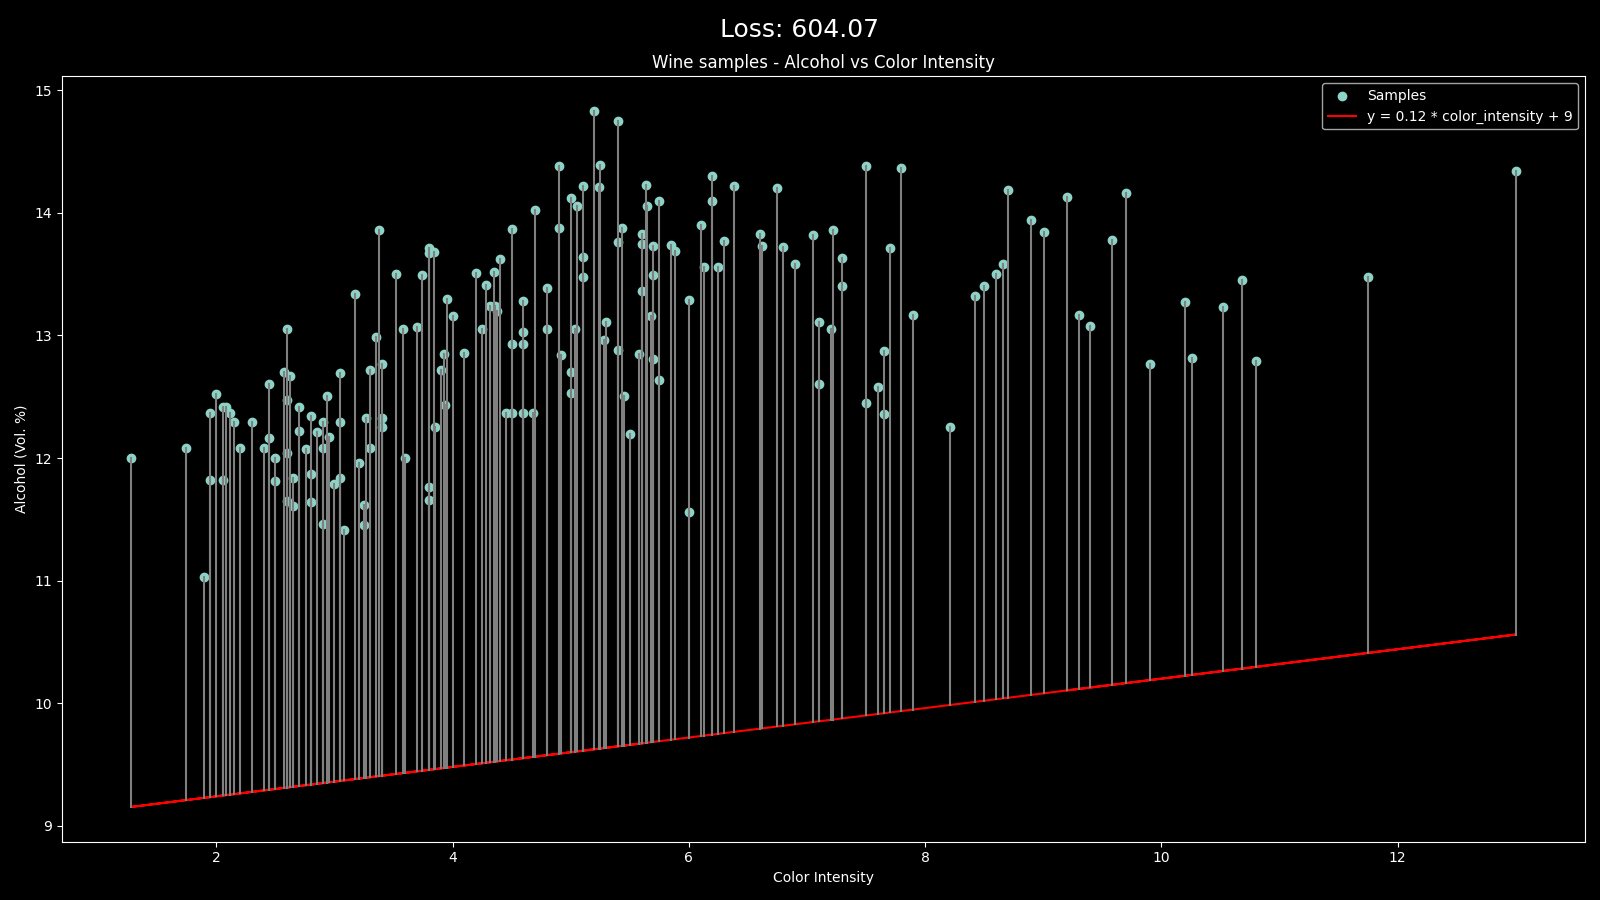 Loss: 604.07
Wine samples - Alcohol vs Color Intensity
Samples
y = 0.12 * color_intensity + 9
15
14
13
12
11
10
9
Alcohol (Vol. %)
2 4 6 8 10 12
Color Intensity